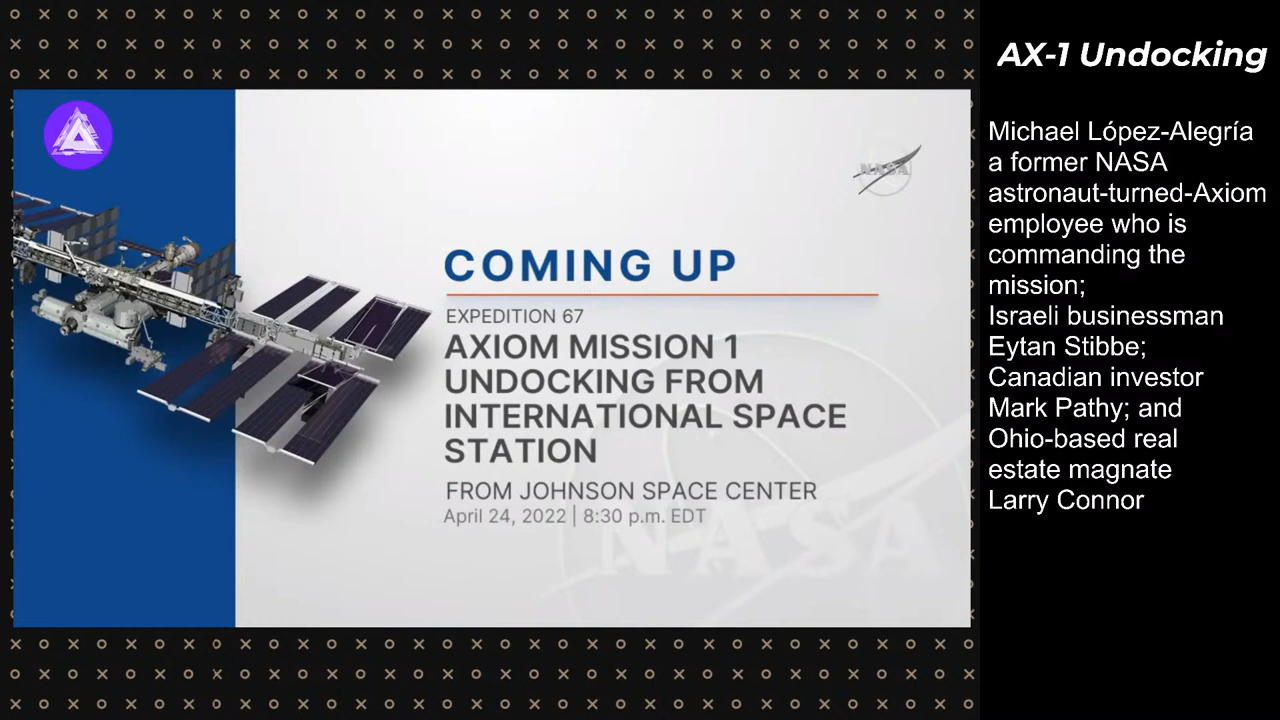 AX-1 Undocking
Michael López-Alegría
a former NASA
astronaut-turned-Axiom
employee who is
commanding the
mission;
Israeli businessman
Eytan Stibbe;
Canadian investor
Mark Pathy; and
Ohio-based real
estate magnate
Larry Connor
NASA
COMING UP
EXPEDITION 67
AXIOM MISSION 1
UNDOCKING FROM
INTERNATIONAL SPACE
STATION
FROM JOHNSON SPACE CENTER
April 24, 2022 | 8:30 p.m. EDT
NASA